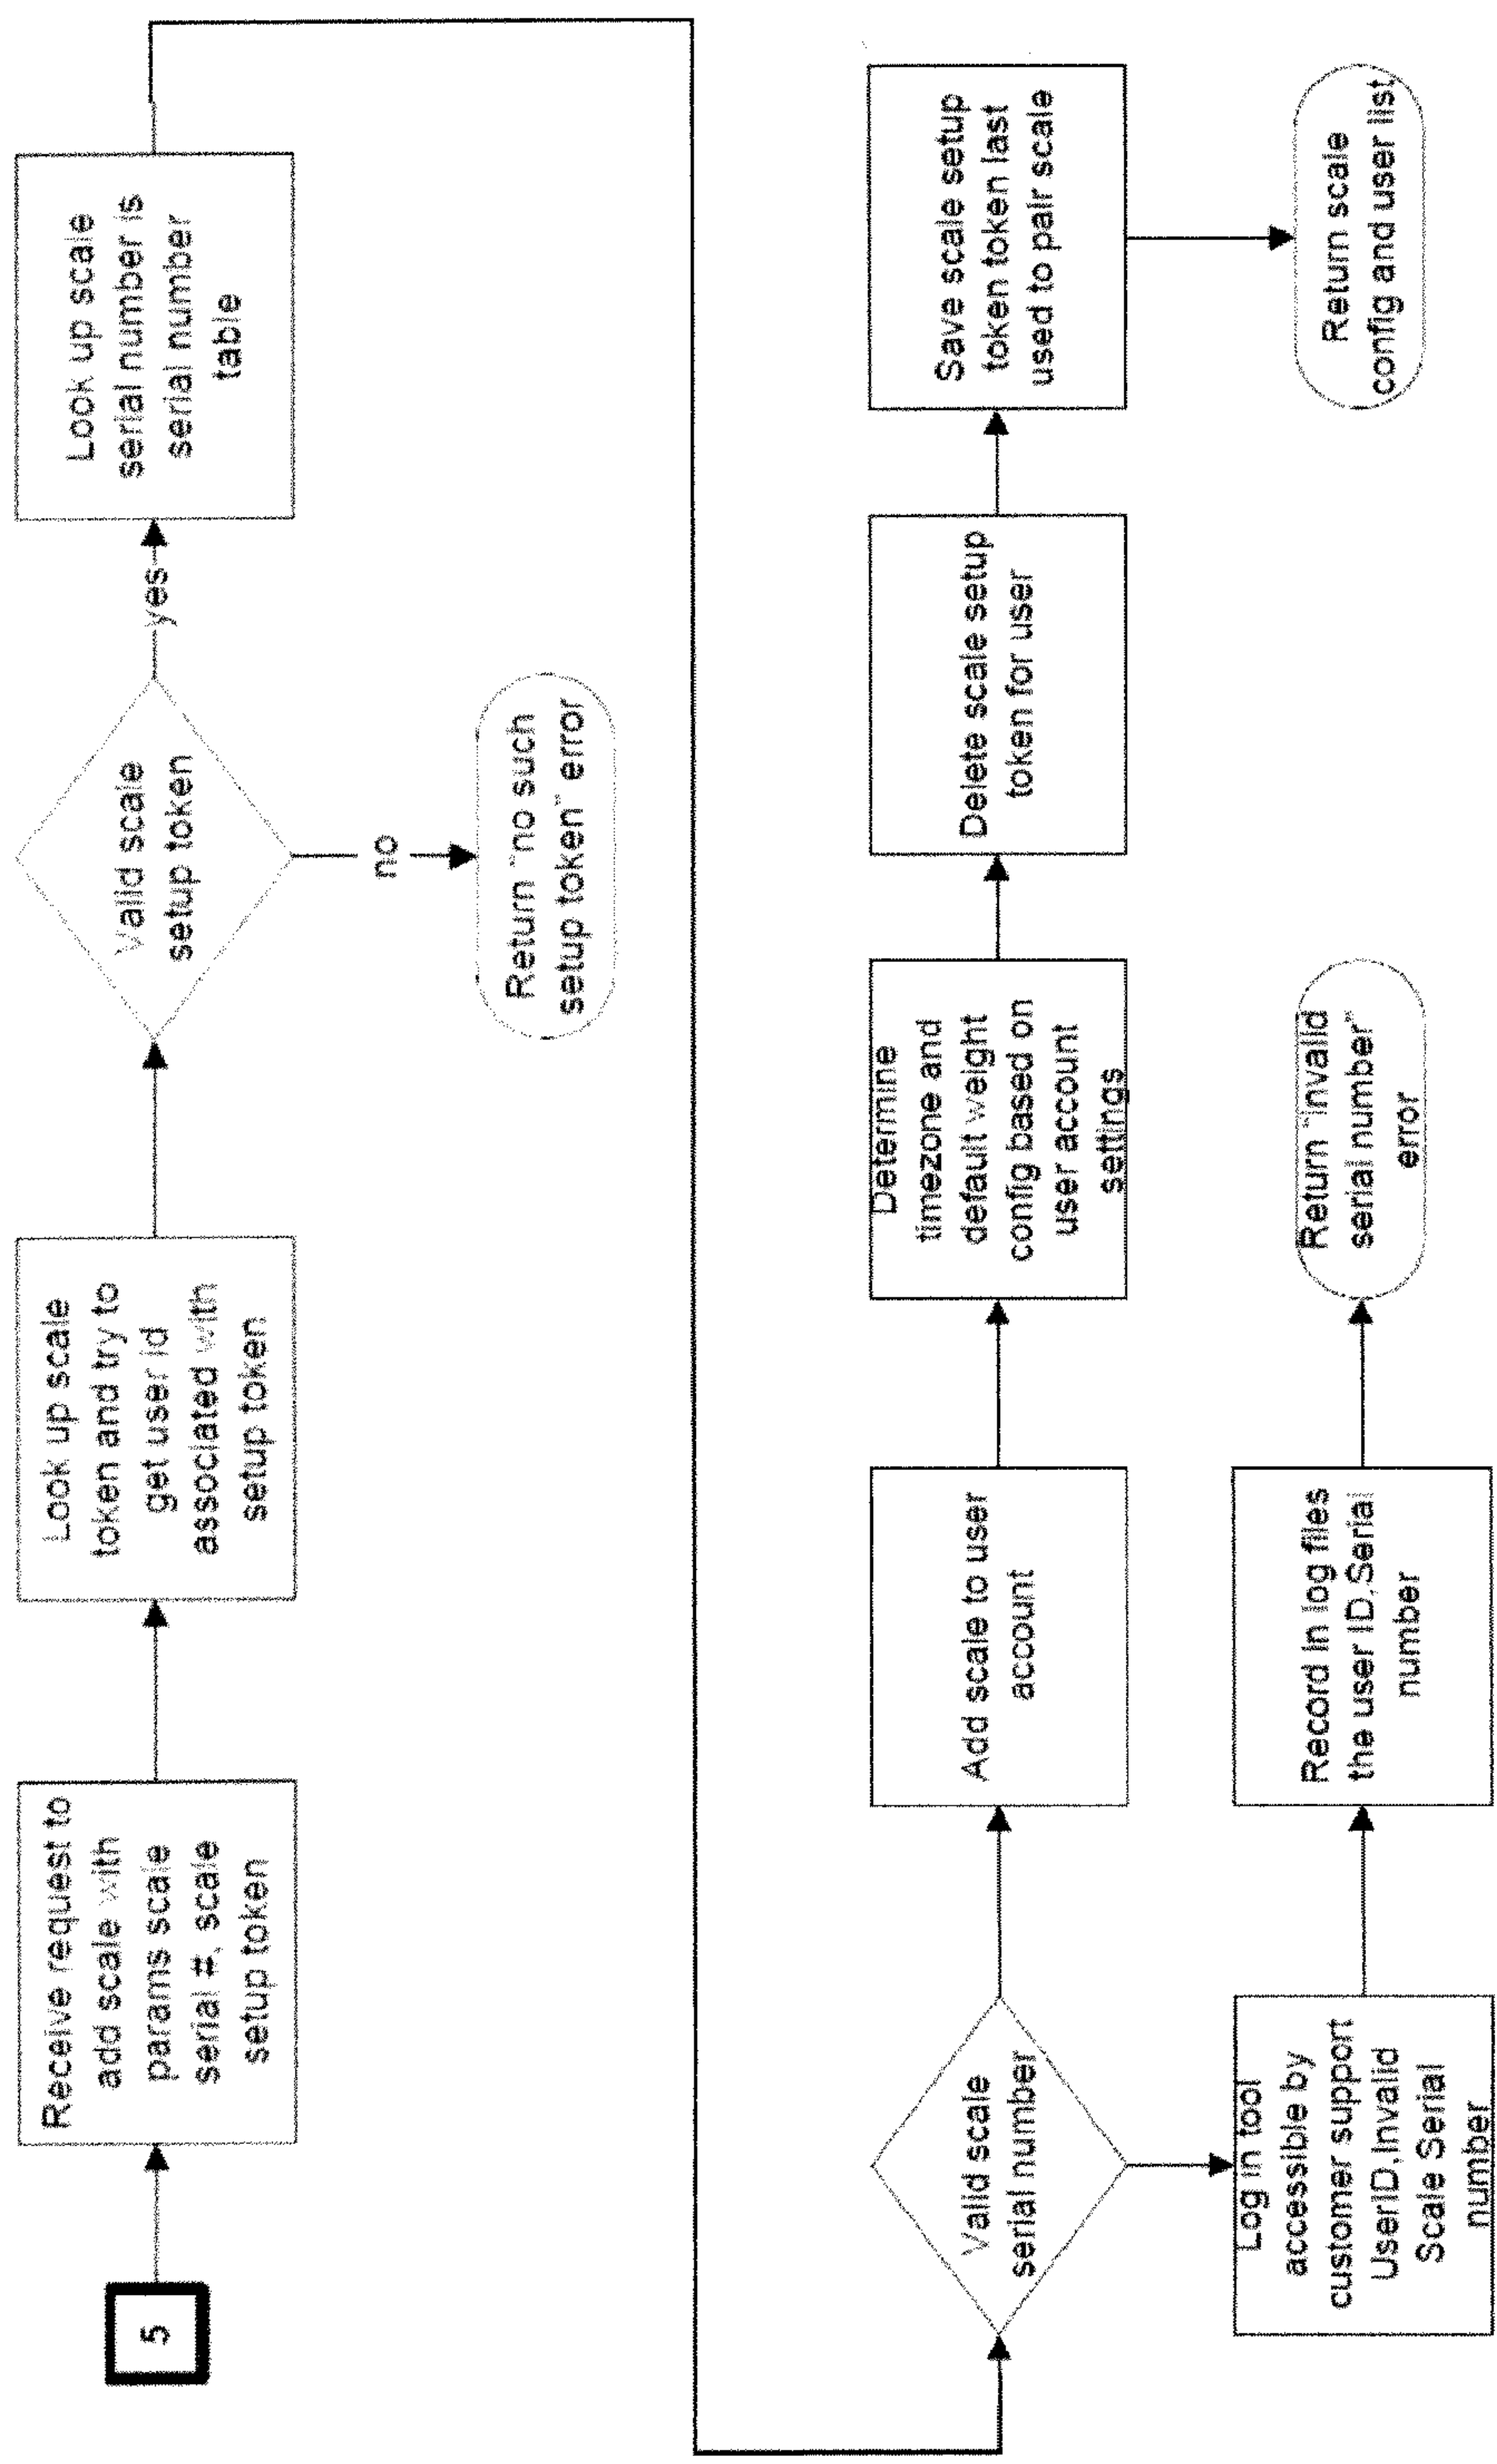 5
Receive request to
add scale with
params scale
serial #, scale
setup token
Look up scale
token and try to
get user id
associated with
setup token
Valid scale
setup token
yes
no
Return "no such
setup token" error
Look up scale
serial number is
serial number
table
Valid scale
serial number
Add scale to user
account
Determine
timezone and
default weight
config based on
user account
settings
Delete scale setup
token for user
Save scale setup
token token last
used to pair scale
Return scale
config and user list
Log in tool
accessible by
customer support
UserID,Invalid
Scale Serial
number
Record in log files
the user ID,Serial
number
Return "invalid
serial number"
error